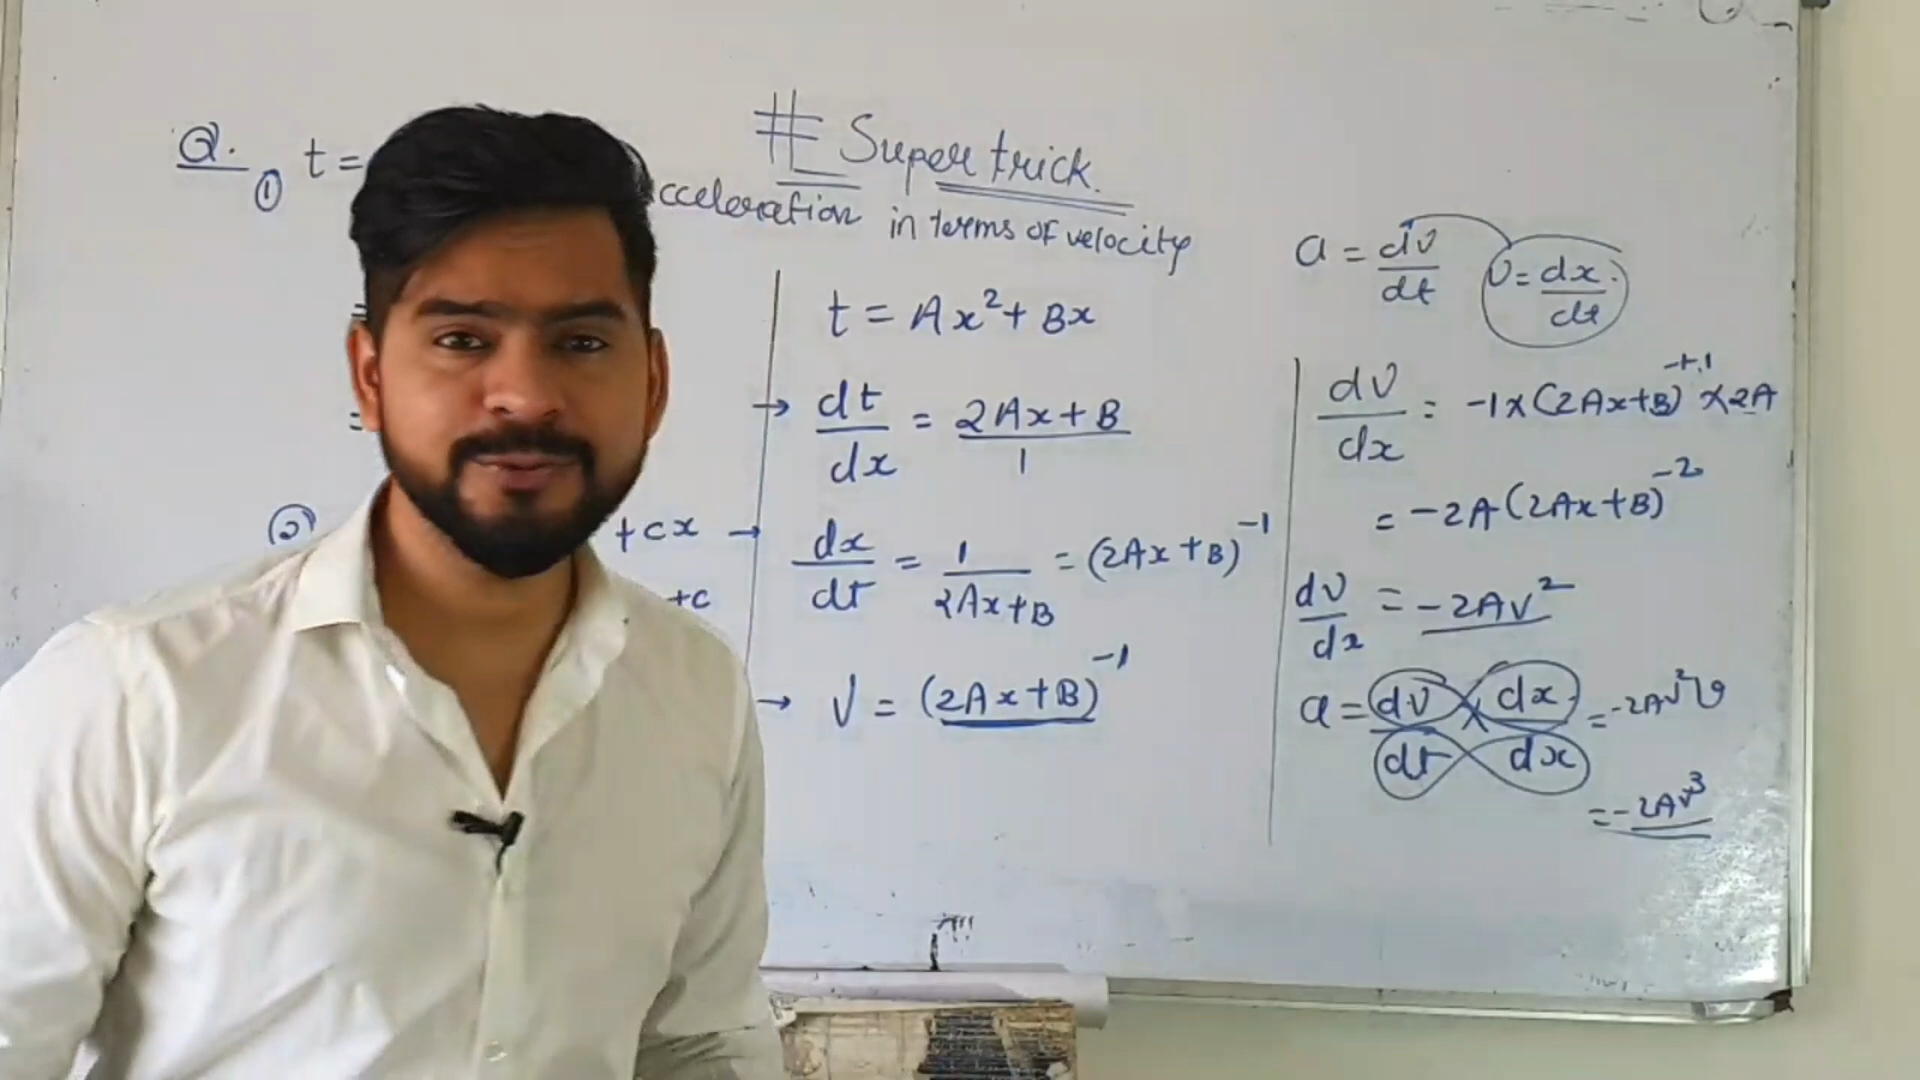 # Super trick.
Q. ① t =
cceleration in terms of velocity
=
=
② + cx →
+c
t = Ax² + Bx
→ dt/dx = 2Ax+B/1
dx/dt = 1/2Ax+B = (2Ax+B)⁻¹
→ V = (2Ax+B)⁻¹
a = dv/dt v = dx/dt
dv/dx = -1×(2Ax+B)⁻¹⁻¹ ×2A
= -2A(2Ax+B)⁻²
dv/dx = -2Av²
a = dv/dt × dx/dx = -2Av²v
= -2Av³